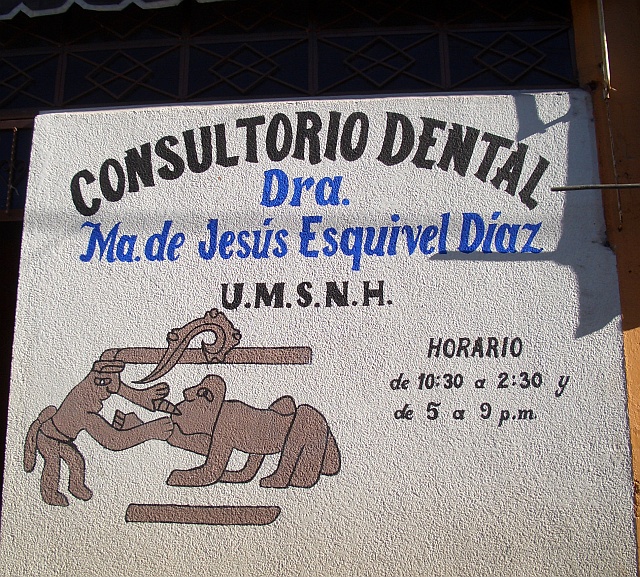 CONSULTORIO DENTAL
Dra.
Ma. de Jesús Esquivel Díaz
U.M.S.N.H.
HORARIO
de 10:30 a 2:30 y
de 5 a 9 p.m.